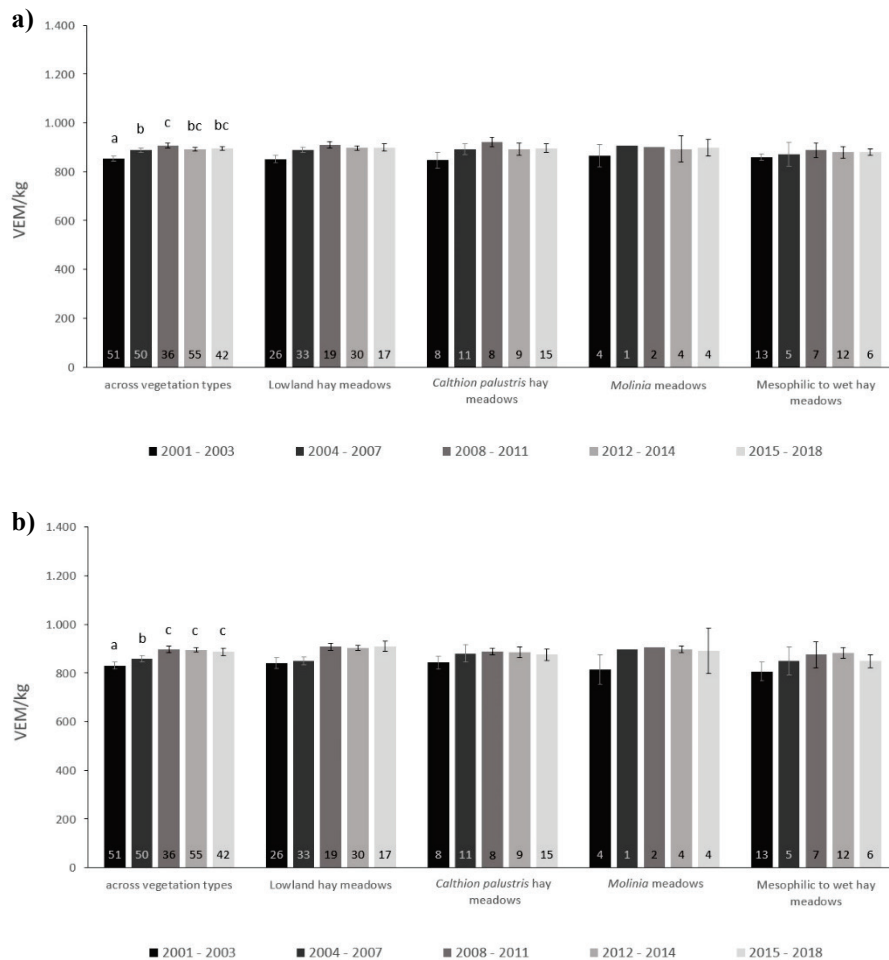 a)
1.400
1.200
1.000
800
600
400
200
0
VEM/kg
a b c bc bc
51 50 36 55 42 26 33 19 30 17 8 11 8 9 15 4 1 2 4 4 13 5 7 12 6
across vegetation types Lowland hay meadows Calthion palustris hay meadows Molinia meadows Mesophilic to wet hay meadows
2001 - 2003 2004 - 2007 2008 - 2011 2012 - 2014 2015 - 2018
b)
1.400
1.200
1.000
800
600
400
200
0
VEM/kg
a b c c c
51 50 36 55 42 26 33 19 30 17 8 11 8 9 15 4 1 2 4 4 13 5 7 12 6
across vegetation types Lowland hay meadows Calthion palustris hay meadows Molinia meadows Mesophilic to wet hay meadows
2001 - 2003 2004 - 2007 2008 - 2011 2012 - 2014 2015 - 2018